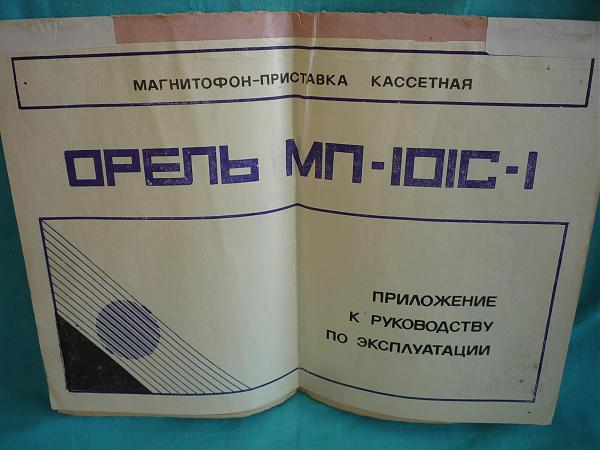 МАГНИТОФОН-ПРИСТАВКА КАССЕТНАЯ
ОРЕЛЬ МП-101С-1
ПРИЛОЖЕНИЕ
К РУКОВОДСТВУ
ПО ЭКСПЛУАТАЦИИ